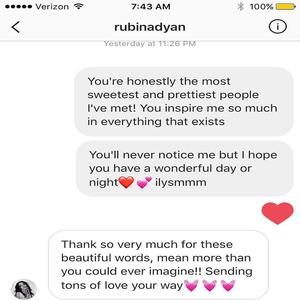 Verizon 7:43 AM 100%
rubinadyan
Yesterday at 11:26 PM
You're honestly the most
sweetest and prettiest people
I've met! You inspire me so much
in everything that exists
You'll never notice me but I hope
you have a wonderful day or
night❤️💕 ilysmmm
Thank so very much for these
beautiful words, mean more than
you could ever imagine!! Sending
tons of love your way💓💓💓